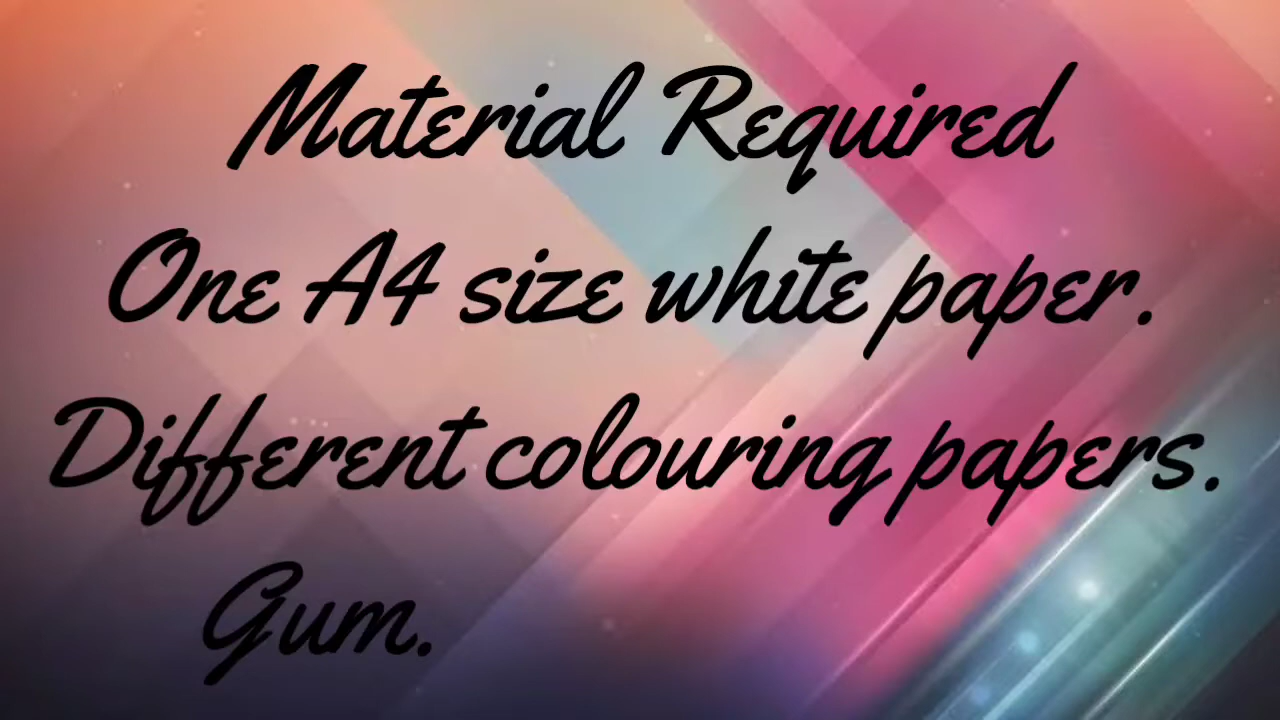 Material Required
One A4 size white paper.
Different colouring papers.
Gum.